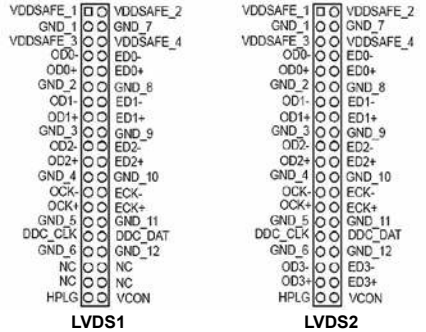 VDDSAFE_1 VDDSAFE_2 VDDSAFE_1 VDDSAFE_2
GND_1 GND_7 GND_1 GND_7
VDDSAFE_3 VDDSAFE_4 VDDSAFE_3 VDDSAFE_4
OD0- ED0- OD0- ED0-
OD0+ ED0+ OD0+ ED0+
GND_2 GND_8 GND_2 GND_8
OD1- ED1- OD1- ED1-
OD1+ ED1+ OD1+ ED1+
GND_3 GND_9 GND_3 GND_9
OD2- ED2- OD2- ED2-
OD2+ ED2+ OD2+ ED2+
GND_4 GND_10 GND_4 GND_10
OCK- ECK- OCK- ECK-
OCK+ ECK+ OCK+ ECK+
GND_5 GND_11 GND_5 GND_11
DDC_CLK DDC_DAT DDC_CLK DDC_DAT
GND_6 GND_12 GND_6 GND_12
NC NC OD3- ED3-
NC NC OD3+ ED3+
HPLG VCON HPLG VCON
LVDS1 LVDS2